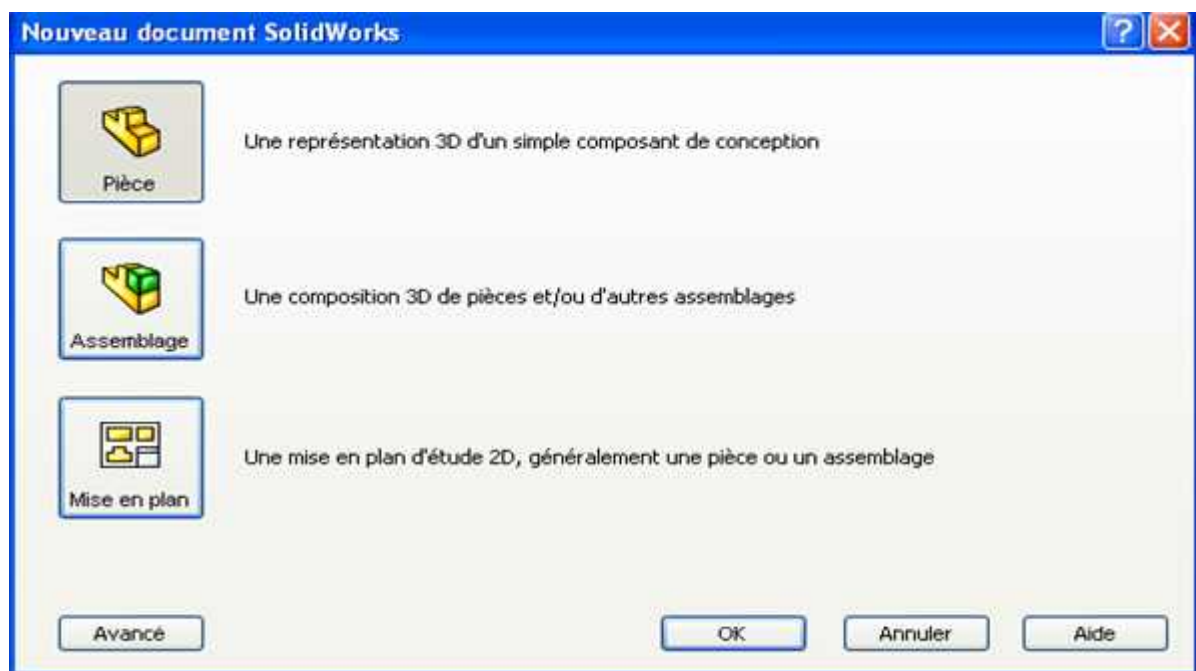 Nouveau document SolidWorks
Pièce
Une représentation 3D d'un simple composant de conception
Assemblage
Une composition 3D de pièces et/ou d'autres assemblages
Mise en plan
Une mise en plan d'étude 2D, généralement une pièce ou un assemblage
Avancé
OK
Annuler
Aide